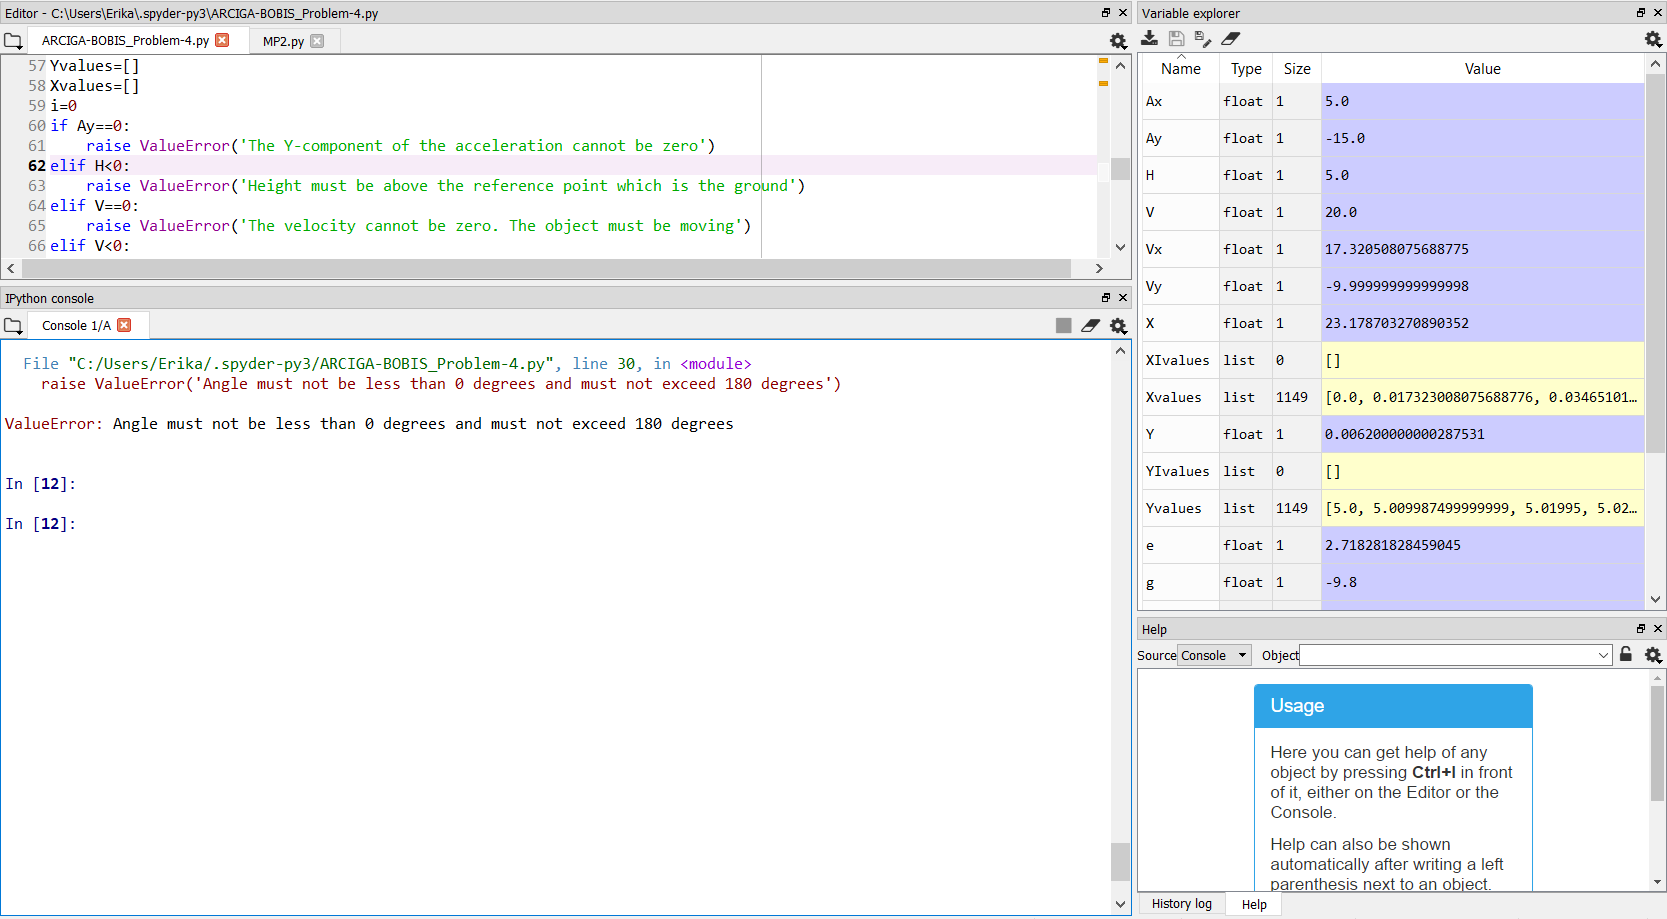 Editor - C:\Users\Erika\.spyder-py3\ARCIGA-BOBIS_Problem-4.py
ARCIGA-BOBIS_Problem-4.py
MP2.py
57 Yvalues=[]
58 Xvalues=[]
59 i=0
60 if Ay==0:
61     raise ValueError('The Y-component of the acceleration cannot be zero')
62 elif H<0:
63     raise ValueError('Height must be above the reference point which is the ground')
64 elif V==0:
65     raise ValueError('The velocity cannot be zero. The object must be moving')
66 elif V<0:
IPython console
Console 1/A
File "C:/Users/Erika/.spyder-py3/ARCIGA-BOBIS_Problem-4.py", line 30, in <module>
raise ValueError('Angle must not be less than 0 degrees and must not exceed 180 degrees')
ValueError: Angle must not be less than 0 degrees and must not exceed 180 degrees
In [12]:
In [12]:
Variable explorer
Name Type Size Value
Ax float 1 5.0
Ay float 1 -15.0
H float 1 5.0
V float 1 20.0
Vx float 1 17.320508075688775
Vy float 1 -9.999999999999998
X float 1 23.178703270890352
XIvalues list 0 []
Xvalues list 1149 [0.0, 0.017323008075688776, 0.03465101…
Y float 1 0.006200000000287531
YIvalues list 0 []
Yvalues list 1149 [5.0, 5.009987499999999, 5.01995, 5.02…
e float 1 2.718281828459045
g float 1 -9.8
Help
Source Console Object
Usage
Here you can get help of any
object by pressing Ctrl+I in front
of it, either on the Editor or the
Console.
Help can also be shown
automatically after writing a left
parenthesis next to an object.
History log Help